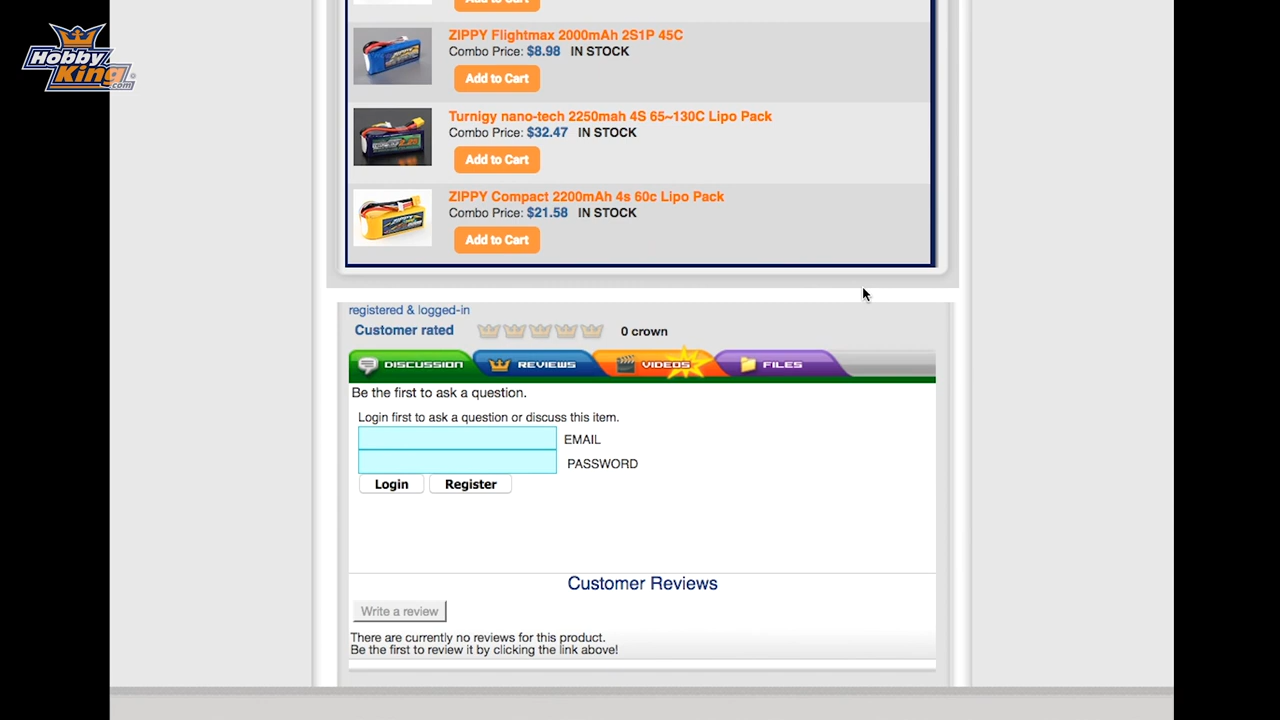 Add to Cart
ZIPPY Flightmax 2000mAh 2S1P 45C
Combo Price: $8.98 IN STOCK
Add to Cart
Turnigy nano-tech 2250mah 4S 65~130C Lipo Pack
Combo Price: $32.47 IN STOCK
Add to Cart
ZIPPY Compact 2200mAh 4s 60c Lipo Pack
Combo Price: $21.58 IN STOCK
Add to Cart
Hobby
King
.com
registered & logged-in
Customer rated 0 crown
DISCUSSION REVIEWS VIDEOS FILES
Be the first to ask a question.
Login first to ask a question or discuss this item.
EMAIL
PASSWORD
Login Register
Customer Reviews
Write a review
There are currently no reviews for this product.
Be the first to review it by clicking the link above!